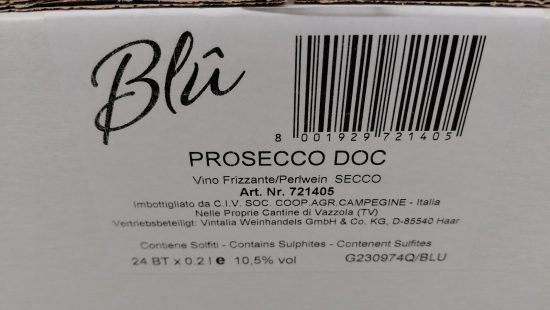 Blû
8 001929 721405
PROSECCO DOC
Vino Frizzante/Perlwein SECCO
Art. Nr. 721405
Imbottigliato da C.I.V. SOC. COOP.AGR.CAMPEGINE - Italia
Nelle Proprie Cantine di Vazzola (TV)
Vertriebsbeteiligt: Vintalia Weinhandels GmbH & Co. KG, D-85540 Haar
Contiene Solfiti - Contains Sulphites - Contenent Sulfites
24 BT x 0.2 l e 10,5% vol G230974Q/BLU